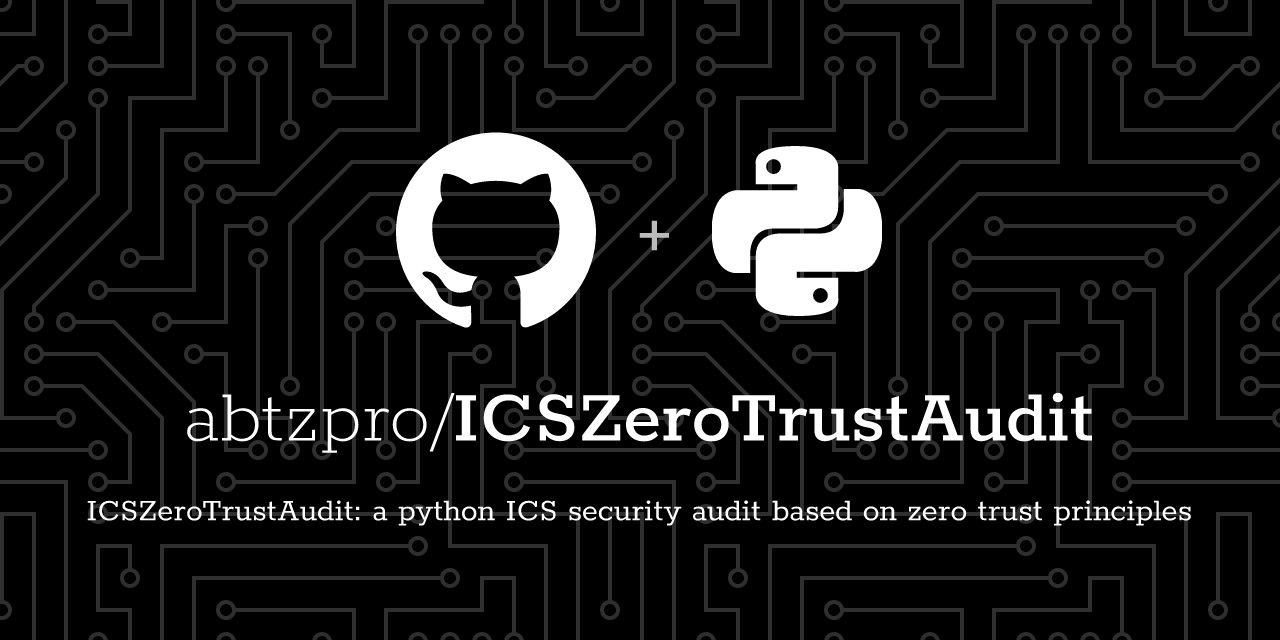 +
abtzpro/ICSZeroTrustAudit
ICSZeroTrustAudit: a python ICS security audit based on zero trust principles